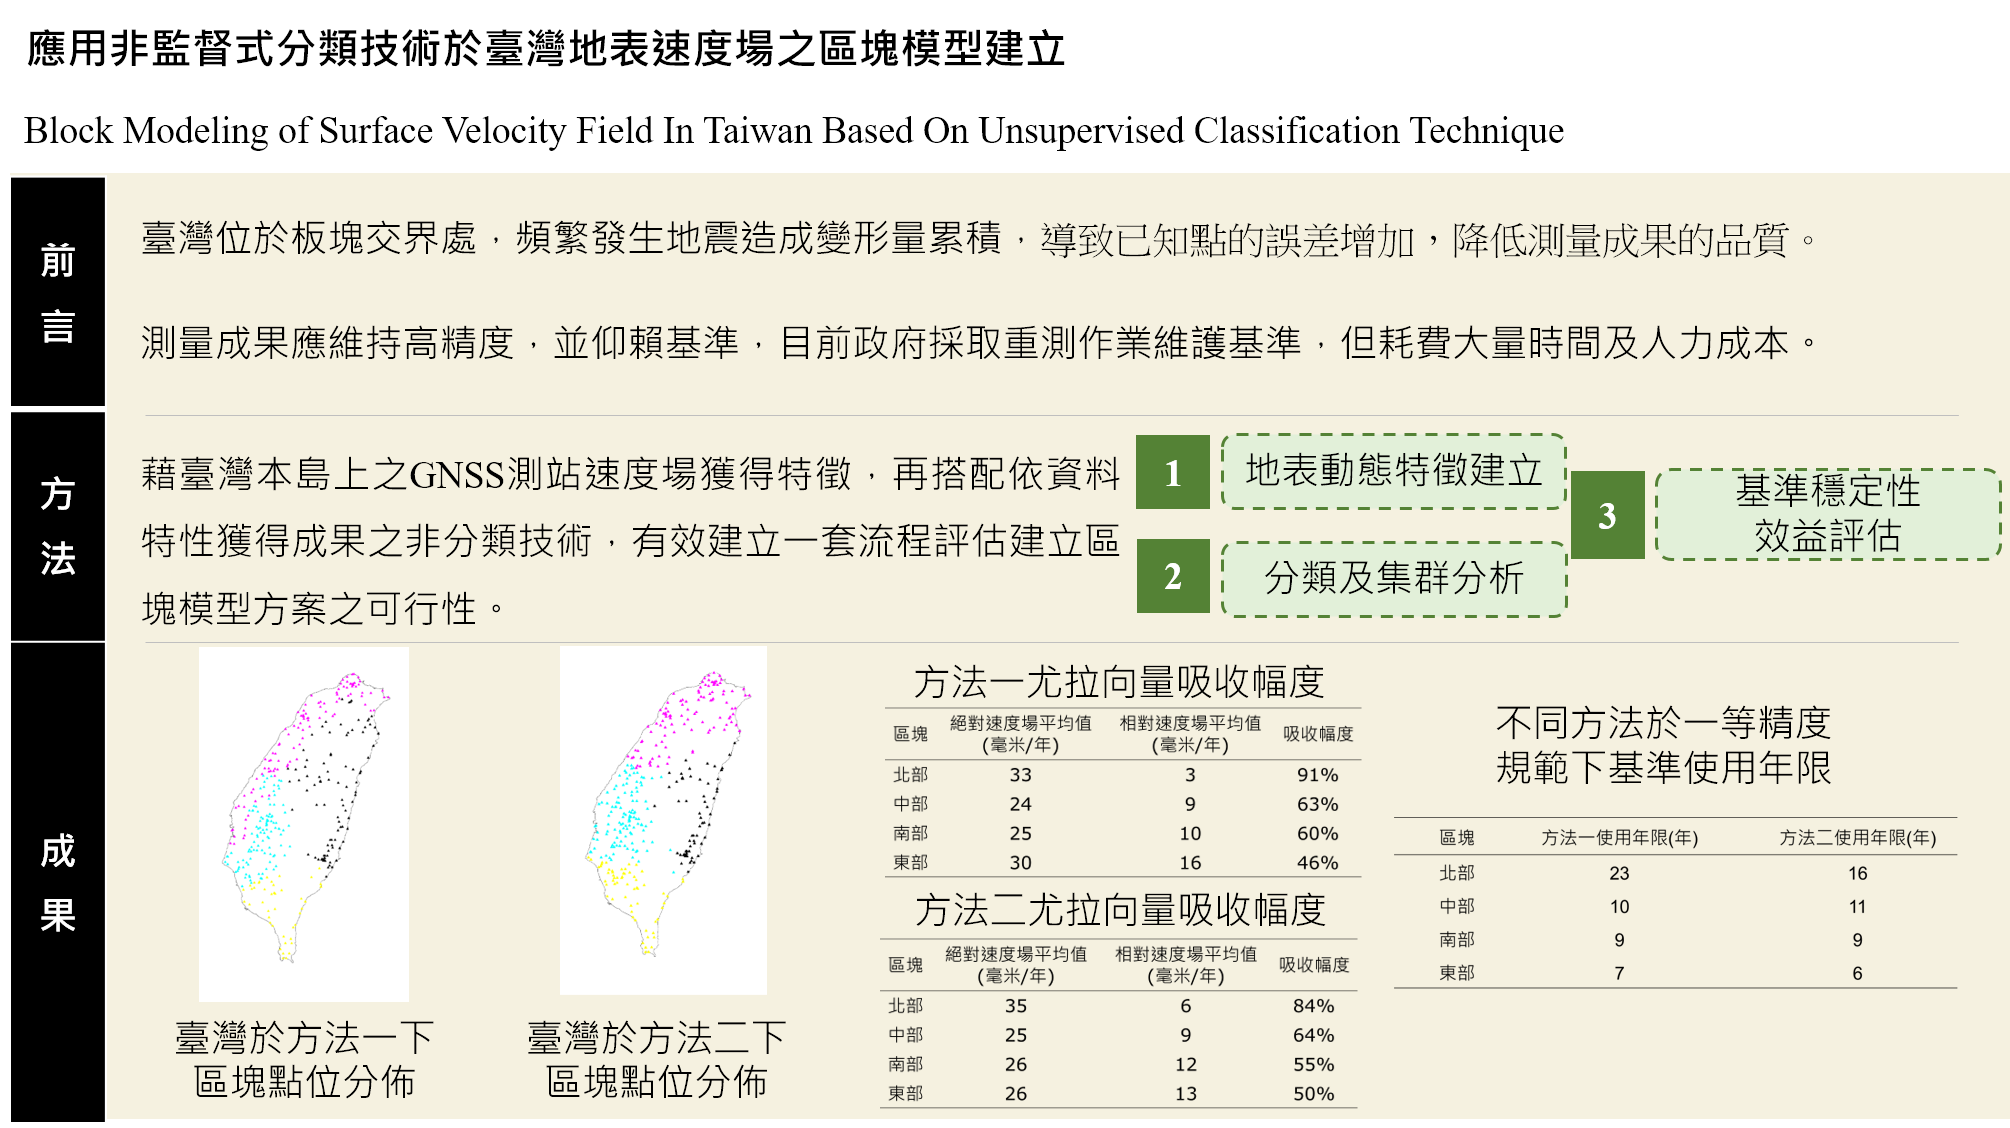 應用非監督式分類技術於臺灣地表速度場之區塊模型建立
Block Modeling of Surface Velocity Field In Taiwan Based On Unsupervised Classification Technique
前言
臺灣位於板塊交界處，頻繁發生地震造成變形量累積，導致已知點的誤差增加，降低測量成果的品質。
測量成果應維持高精度，並仰賴基準，目前政府採取重測作業維護基準，但耗費大量時間及人力成本。
方法
藉臺灣本島上之GNSS測站速度場獲得特徵，再搭配依資料
特性獲得成果之非分類技術，有效建立一套流程評估建立區
塊模型方案之可行性。
1 地表動態特徵建立
2 分類及集群分析
3 基準穩定性
效益評估
成果
臺灣於方法一下
區塊點位分佈
臺灣於方法二下
區塊點位分佈
方法一尤拉向量吸收幅度
區塊 絕對速度場平均值(毫米/年) 相對速度場平均值(毫米/年) 吸收幅度
北部 33 3 91%
中部 24 9 63%
南部 25 10 60%
東部 30 16 46%
方法二尤拉向量吸收幅度
區塊 絕對速度場平均值(毫米/年) 相對速度場平均值(毫米/年) 吸收幅度
北部 35 6 84%
中部 25 9 64%
南部 26 12 55%
東部 26 13 50%
不同方法於一等精度
規範下基準使用年限
區塊 方法一使用年限(年) 方法二使用年限(年)
北部 23 16
中部 10 11
南部 9 9
東部 7 6